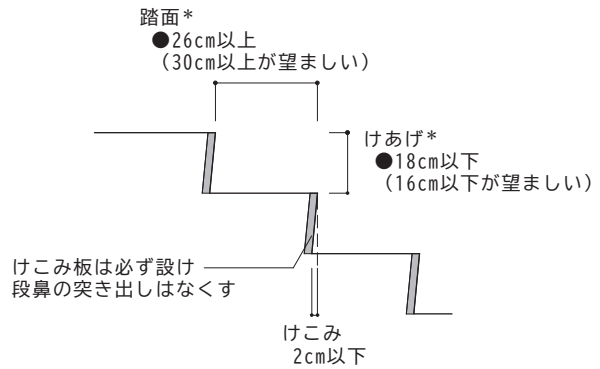 踏面*
●26cm以上
（30cm以上が望ましい）
けあげ*
●18cm以下
（16cm以下が望ましい）
けこみ板は必ず設け
段鼻の突き出しはなくす
けこみ
2cm以下